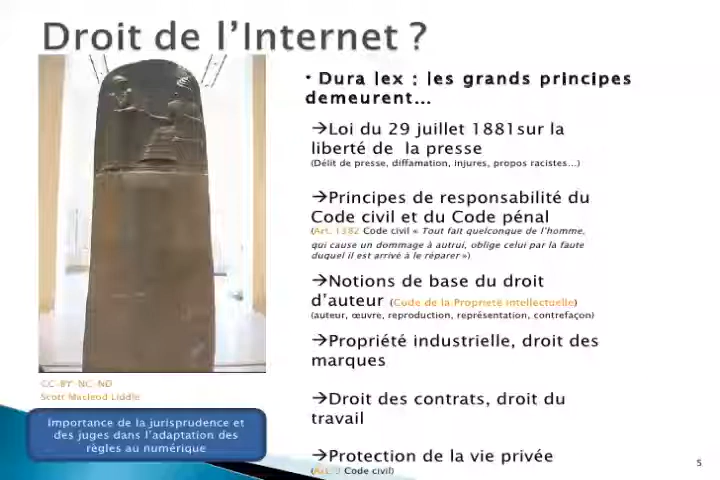 Droit de l'Internet ?
• Dura lex : les grands principes
demeurent...
→Loi du 29 juillet 1881sur la
liberté de la presse
(Délit de presse, diffamation, injures, propos racistes...)
→Principes de responsabilité du
Code civil et du Code pénal
(Art. 1382 Code civil « Tout fait quelconque de l'homme,
qui cause un dommage à autrui, oblige celui par la faute
duquel il est arrivé à le réparer »)
→Notions de base du droit
d'auteur (Code de la Propriété Intellectuelle)
(auteur, œuvre, reproduction, représentation, contrefaçon)
→Propriété industrielle, droit des
marques
→Droit des contrats, droit du
travail
→Protection de la vie privée
(Art. 9 Code civil)
CC-BY-NC-ND
Scott Macleod Liddle
Importance de la jurisprudence et
des juges dans l'adaptation des
règles au numérique
5